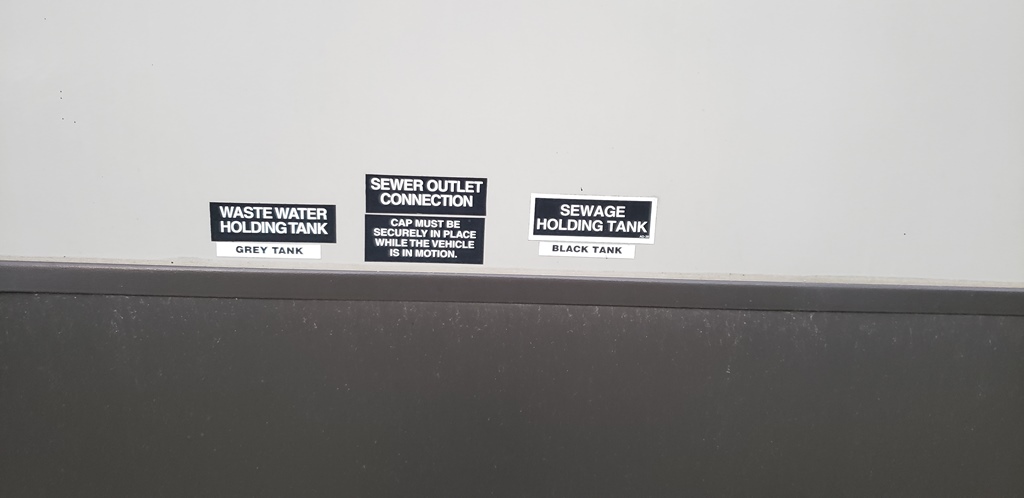 WASTE WATER
HOLDING TANK
GREY TANK
SEWER OUTLET
CONNECTION
CAP MUST BE
SECURELY IN PLACE
WHILE THE VEHICLE
IS IN MOTION.
SEWAGE
HOLDING TANK
BLACK TANK